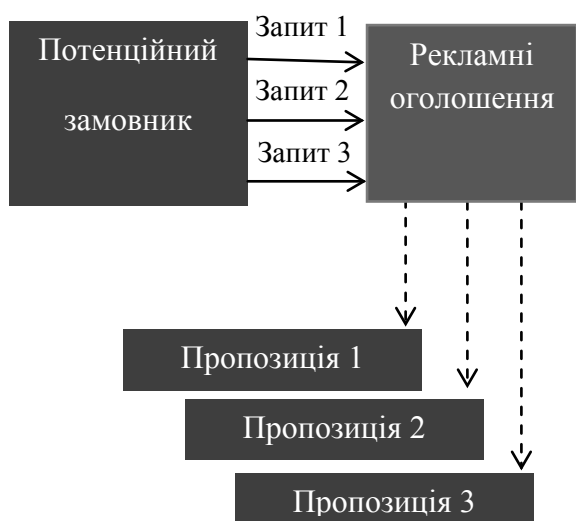 Потенційний
замовник
Запит 1
Запит 2
Запит 3
Рекламні
оголошення
Пропозиція 1
Пропозиція 2
Пропозиція 3